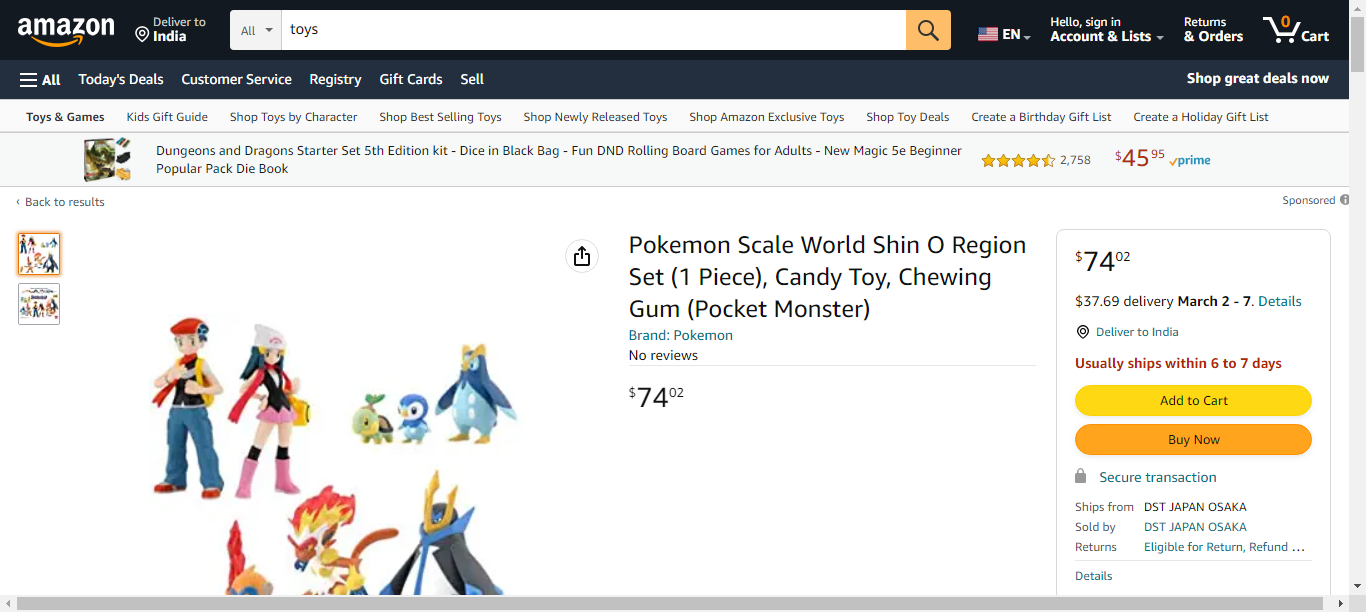 amazon
Deliver to
India
All
toys
EN
Hello, sign in
Account & Lists
Returns
& Orders
0
Cart
All
Today's Deals
Customer Service
Registry
Gift Cards
Sell
Shop great deals now
Toys & Games
Kids Gift Guide
Shop Toys by Character
Shop Best Selling Toys
Shop Newly Released Toys
Shop Amazon Exclusive Toys
Shop Toy Deals
Create a Birthday Gift List
Create a Holiday Gift List
Dungeons and Dragons Starter Set 5th Edition kit - Dice in Black Bag - Fun DND Rolling Board Games for Adults - New Magic 5e Beginner
Popular Pack Die Book
2,758
$45 95
prime
‹ Back to results
Sponsored
Pokemon Scale World Shin O Region
Set (1 Piece), Candy Toy, Chewing
Gum (Pocket Monster)
Brand: Pokemon
No reviews
$74 02
$74 02
$37.69 delivery March 2 - 7. Details
Deliver to India
Usually ships within 6 to 7 days
Add to Cart
Buy Now
Secure transaction
Ships from DST JAPAN OSAKA
Sold by DST JAPAN OSAKA
Returns Eligible for Return, Refund ...
Details